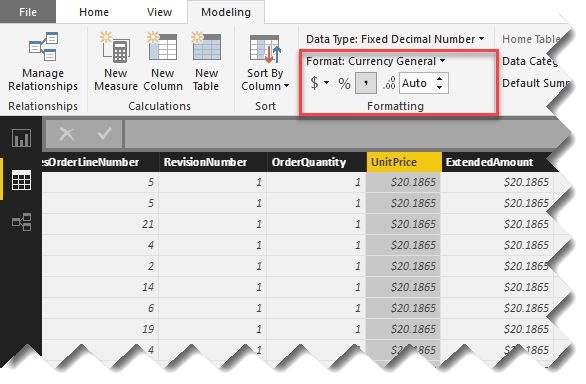 File Home View Modeling
Data Type: Fixed Decimal Number Home Table
Format: Currency General Data Categ
$ % , .0 .00 Auto Default Sum
Manage Relationships
New Measure
New Column
New Table
Sort By Column
Relationships Calculations Sort Formatting
esOrderLineNumber RevisionNumber OrderQuantity UnitPrice ExtendedAmount
5 1 1 $20.1865 $20.1865
5 1 1 $20.1865 $20.1865
21 1 1 $20.1865 $20.1865
4 1 1 $20.1865 $20.1865
2 1 1 $20.1865 $20.1865
14 1 1 $20.1865 $20.1865
6 1 1 $20.1865 $20.1865
19 1 1 $20.1865 $20.1865
4 1 1 $20.1865 $20.1865